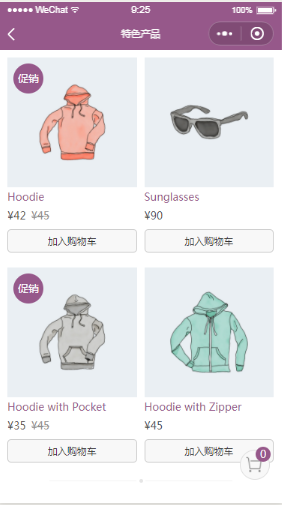 WeChat 9:25 100%
特色产品
促销
Hoodie
¥42 ¥45
加入购物车
Sunglasses
¥90
加入购物车
促销
Hoodie with Pocket
¥35 ¥45
加入购物车
Hoodie with Zipper
¥45
加入购物车
0